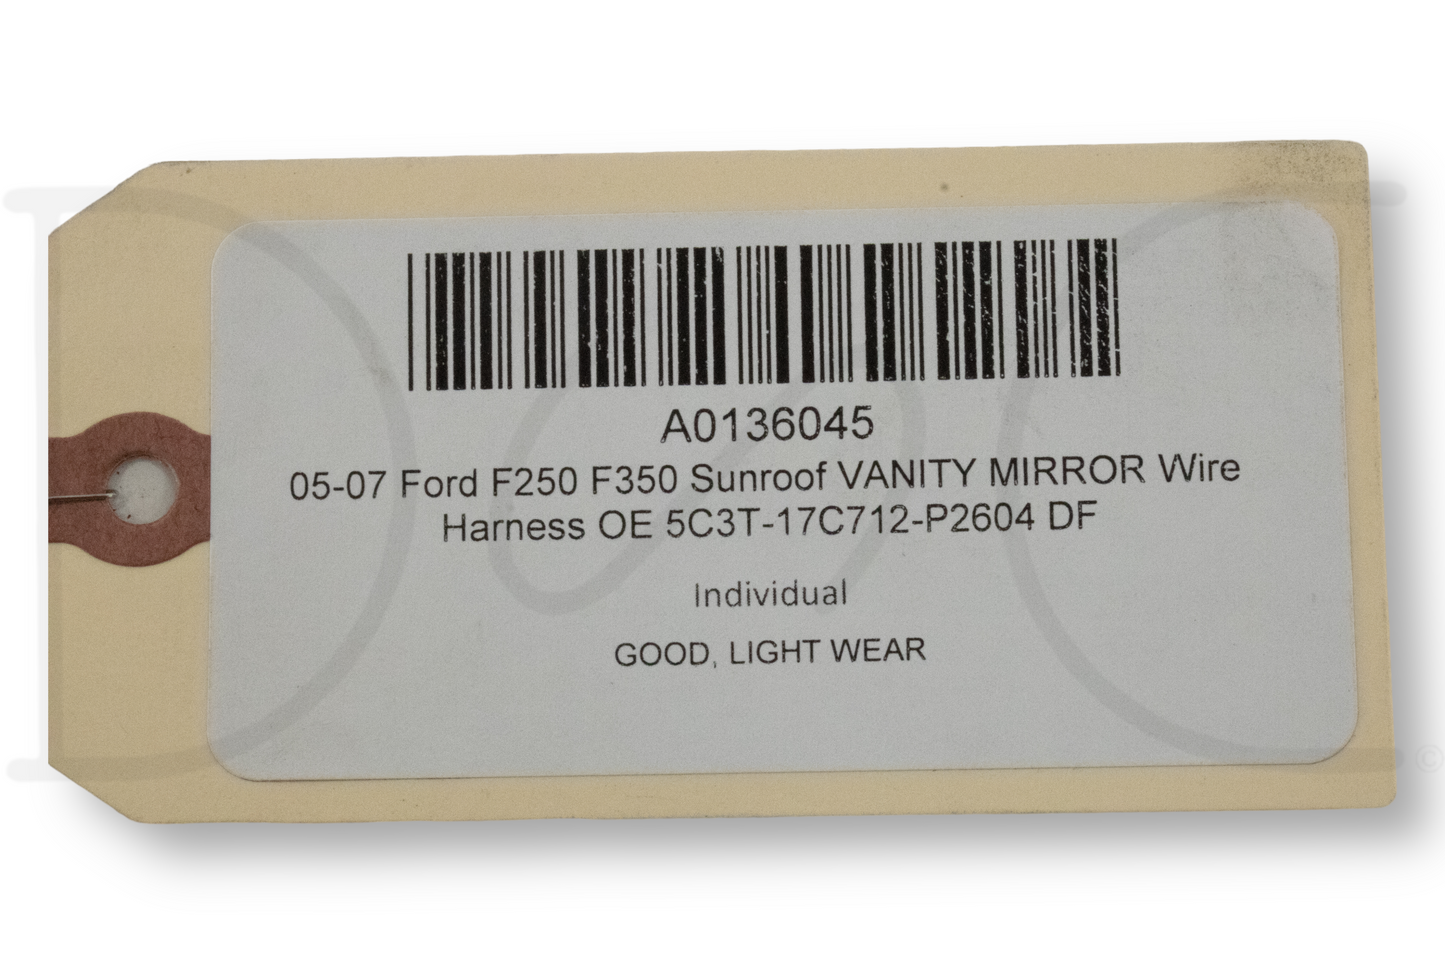 A0136045
05-07 Ford F250 F350 Sunroof VANITY MIRROR Wire
Harness OE 5C3T-17C712-P2604 DF
Individual
GOOD, LIGHT WEAR
©